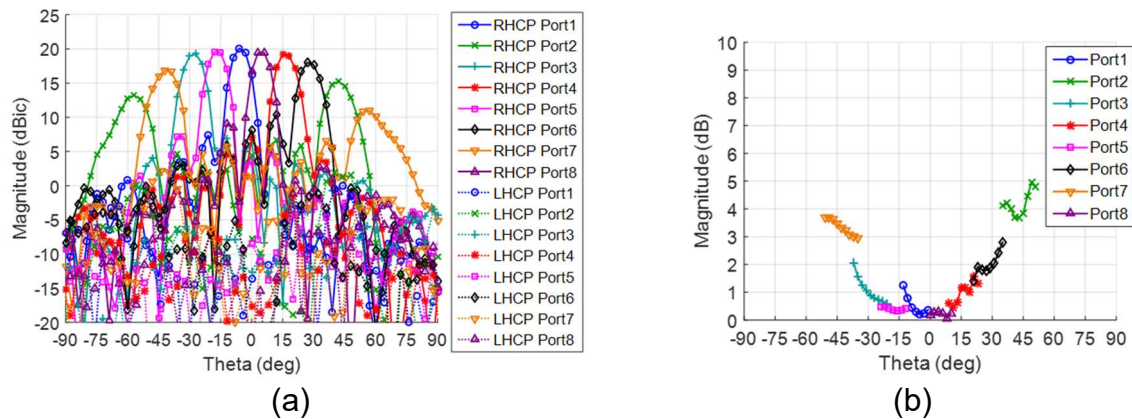 25
20
15
10
5
0
-5
-10
-15
-20
Magnitude (dBic)
-90 -75 -60 -45 -30 -15 0 15 30 45 60 75 90
Theta (deg)
RHCP Port1
RHCP Port2
RHCP Port3
RHCP Port4
RHCP Port5
RHCP Port6
RHCP Port7
RHCP Port8
LHCP Port1
LHCP Port2
LHCP Port3
LHCP Port4
LHCP Port5
LHCP Port6
LHCP Port7
LHCP Port8
(a)
10
9
8
7
6
5
4
3
2
1
0
Magnitude (dB)
-90 -75 -60 -45 -30 -15 0 15 30 45 60 75 90
Theta (deg)
Port1
Port2
Port3
Port4
Port5
Port6
Port7
Port8
(b)